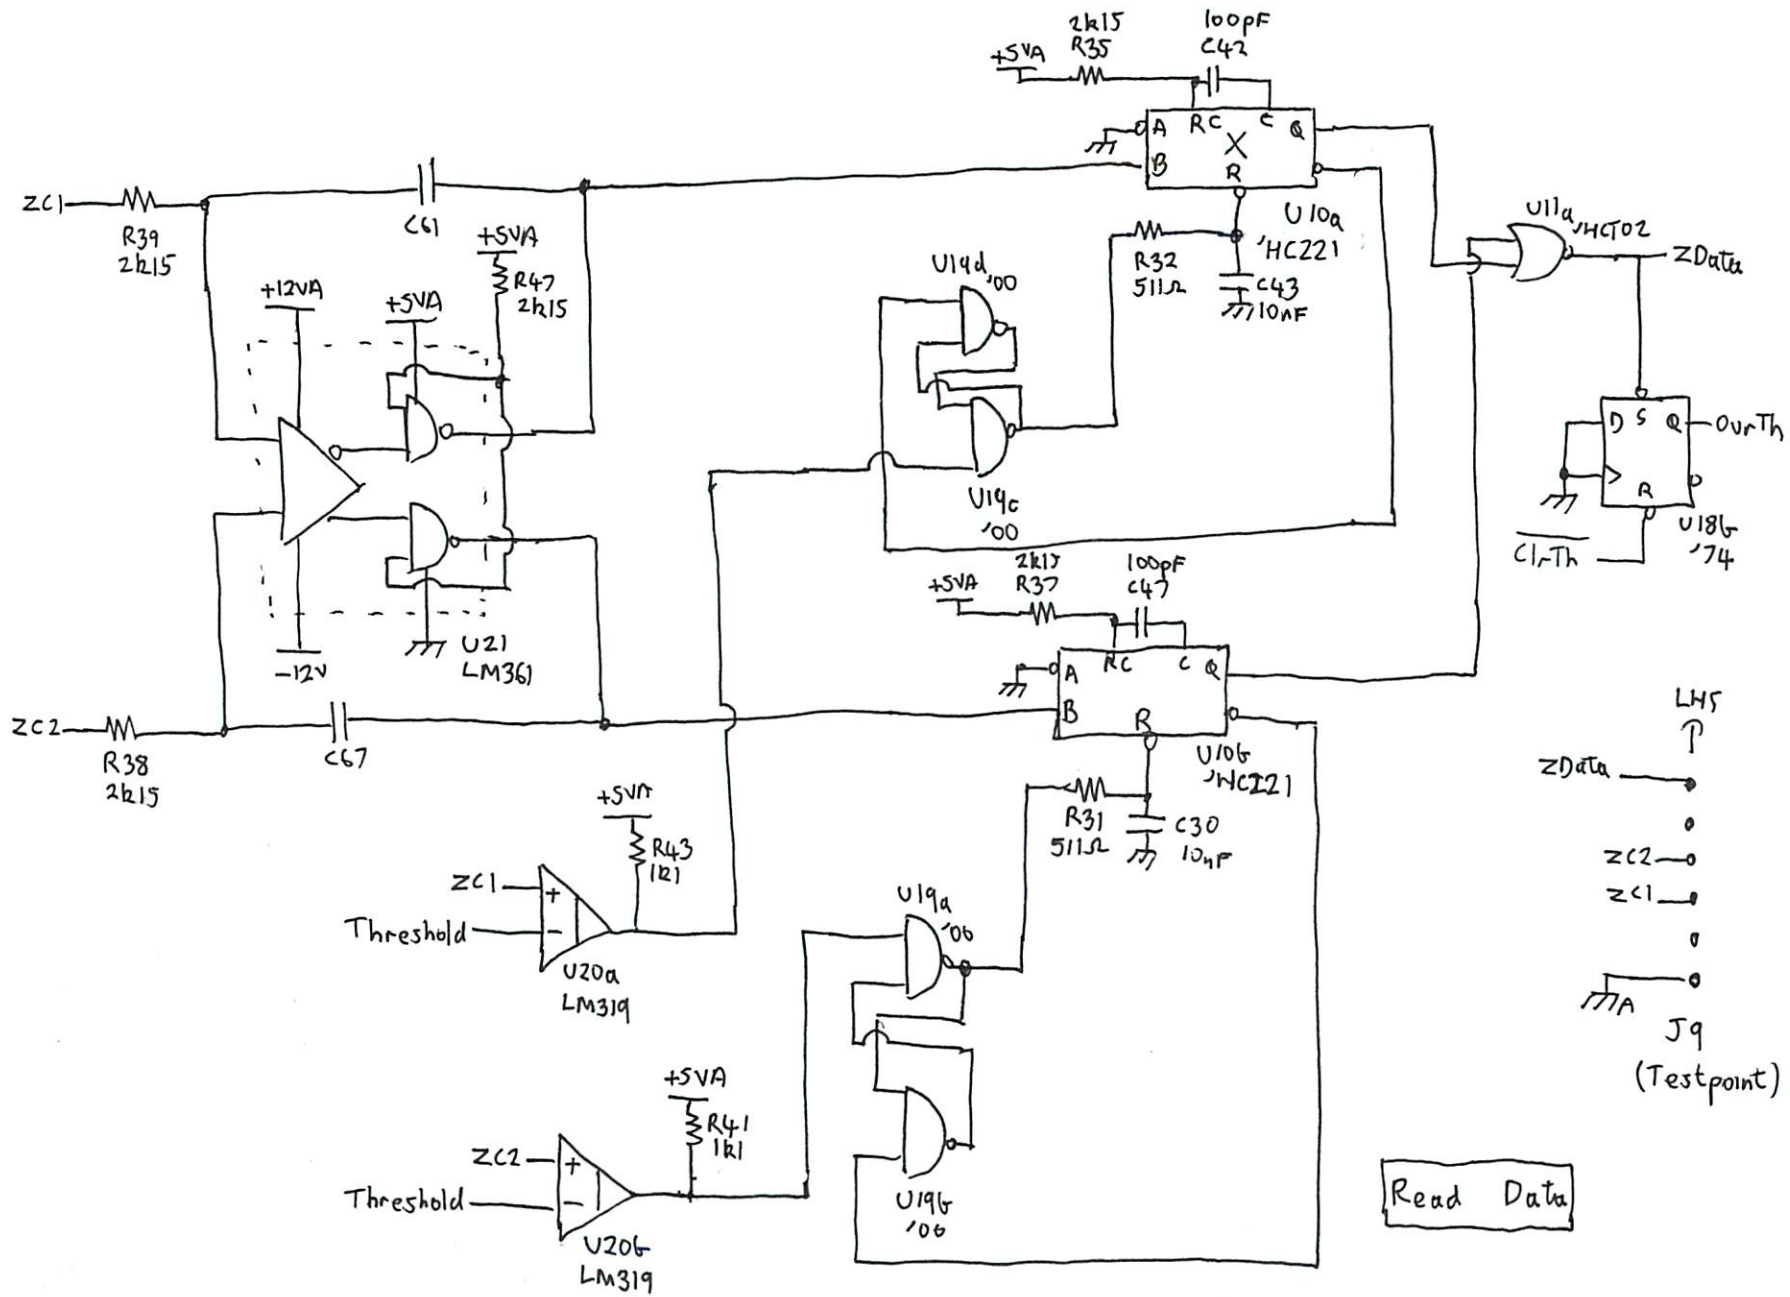 2k15
R35
100pF
C42
+5VA
A
RC
C
Q
X
B
R
U10a
'HC221
ZC1
R39
2k15
C61
+5VA
R47
2k15
+12VA
+5VA
-12V
U21
LM361
ZC2
R38
2k15
C67
U19d
'00
U19c
'00
R32
511Ω
C43
10nF
U11a
'HCT02
ZData
D
S
Q
OvrTh
R
ClrTh
U18b
'74
2k15
R37
100pF
C47
+5VA
A
RC
C
Q
B
R
U10b
'HC221
R31
511Ω
C30
10nF
LH5
ZData
ZC2
ZC1
A
J9
(Testpoint)
+5VA
R43
1k1
ZC1
+
Threshold
-
U20a
LM319
U19a
'00
U19b
'00
+5VA
R41
1k1
ZC2
+
Threshold
-
U20b
LM319
Read Data